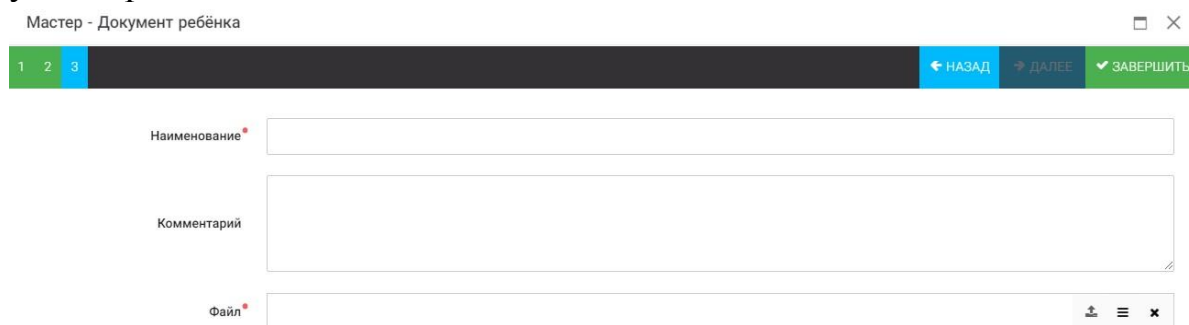 Мастер - Документ ребёнка
1 2 3 НАЗАД ДАЛЕЕ ЗАВЕРШИТЬ
Наименование
Комментарий
Файл